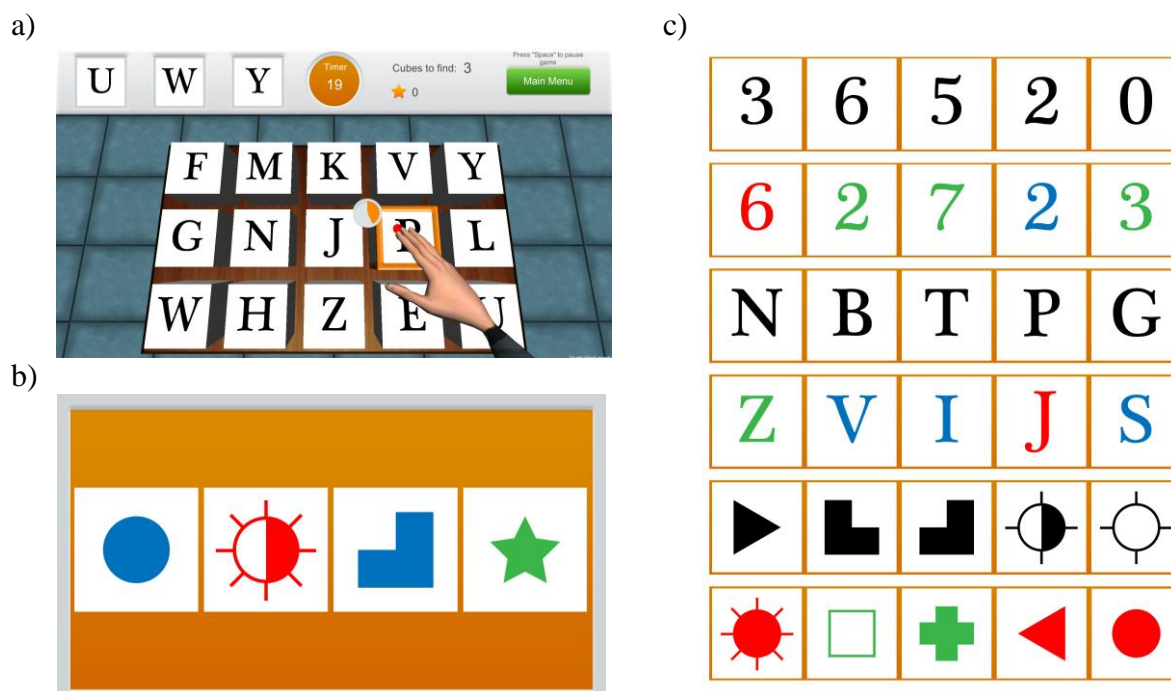 a)
Press "Space" to pause
game
U W Y
Timer
19
Cubes to find: 3
0
Main Menu
F M K V Y
G N J P L
W H Z E U
b)
c)
3 6 5 2 0
6 2 7 2 3
N B T P G
Z V I J S